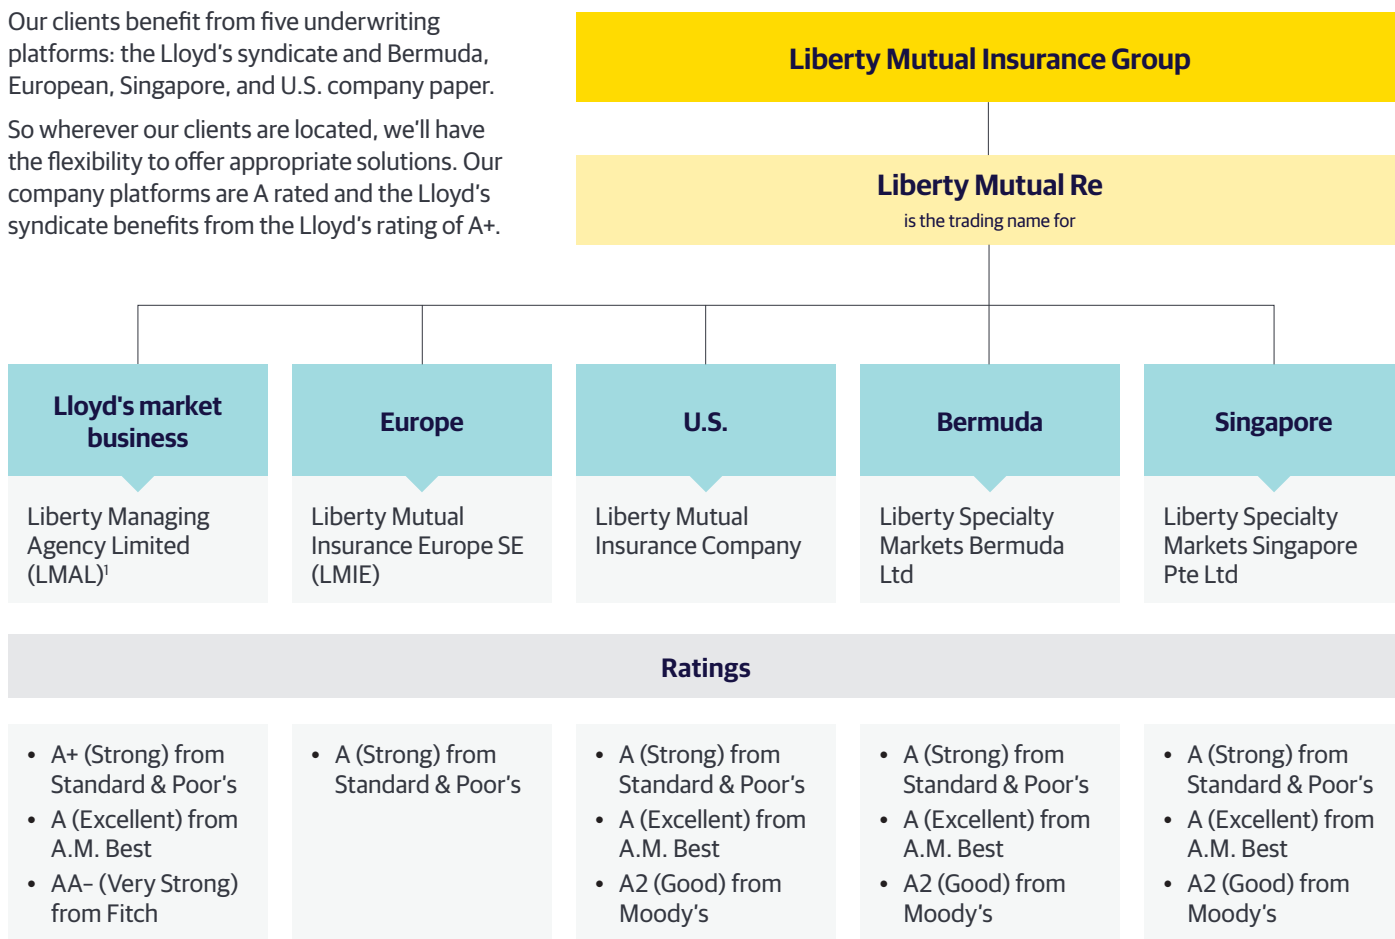 Our clients benefit from five underwriting
platforms: the Lloyd's syndicate and Bermuda,
European, Singapore, and U.S. company paper.
So wherever our clients are located, we'll have
the flexibility to offer appropriate solutions. Our
company platforms are A rated and the Lloyd's
syndicate benefits from the Lloyd's rating of A+.
Liberty Mutual Insurance Group
Liberty Mutual Re
is the trading name for
Lloyd's market
business
Liberty Managing
Agency Limited
(LMAL)¹
Europe
Liberty Mutual
Insurance Europe SE
(LMIE)
U.S.
Liberty Mutual
Insurance Company
Bermuda
Liberty Specialty
Markets Bermuda
Ltd
Singapore
Liberty Specialty
Markets Singapore
Pte Ltd
Ratings
• A+ (Strong) from
Standard & Poor's
• A (Excellent) from
A.M. Best
• AA- (Very Strong)
from Fitch
• A (Strong) from
Standard & Poor's
• A (Strong) from
Standard & Poor's
• A (Excellent) from
A.M. Best
• A2 (Good) from
Moody's
• A (Strong) from
Standard & Poor's
• A (Excellent) from
A.M. Best
• A2 (Good) from
Moody's
• A (Strong) from
Standard & Poor's
• A (Excellent) from
A.M. Best
• A2 (Good) from
Moody's